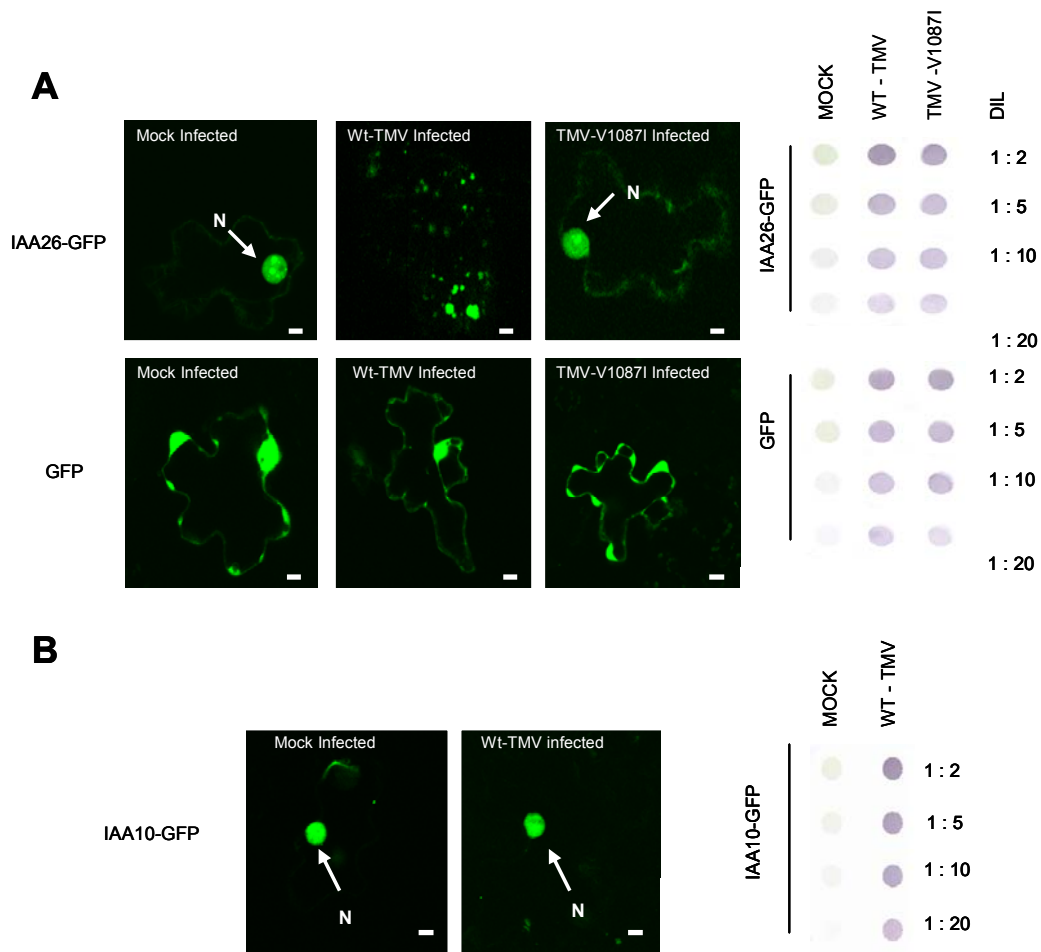 A
MOCK
WT - TMV
TMV -V1087I
DIL
Mock Infected
Wt-TMV Infected
TMV-V1087I Infected
N
N
IAA26-GFP
IAA26-GFP
1 : 2
1 : 5
1 : 10
1 : 20
Mock Infected
Wt-TMV Infected
TMV-V1087I Infected
GFP
GFP
1 : 2
1 : 5
1 : 10
1 : 20
B
MOCK
WT - TMV
Mock Infected
Wt-TMV infected
IAA10-GFP
N
N
IAA10-GFP
1 : 2
1 : 5
1 : 10
1 : 20